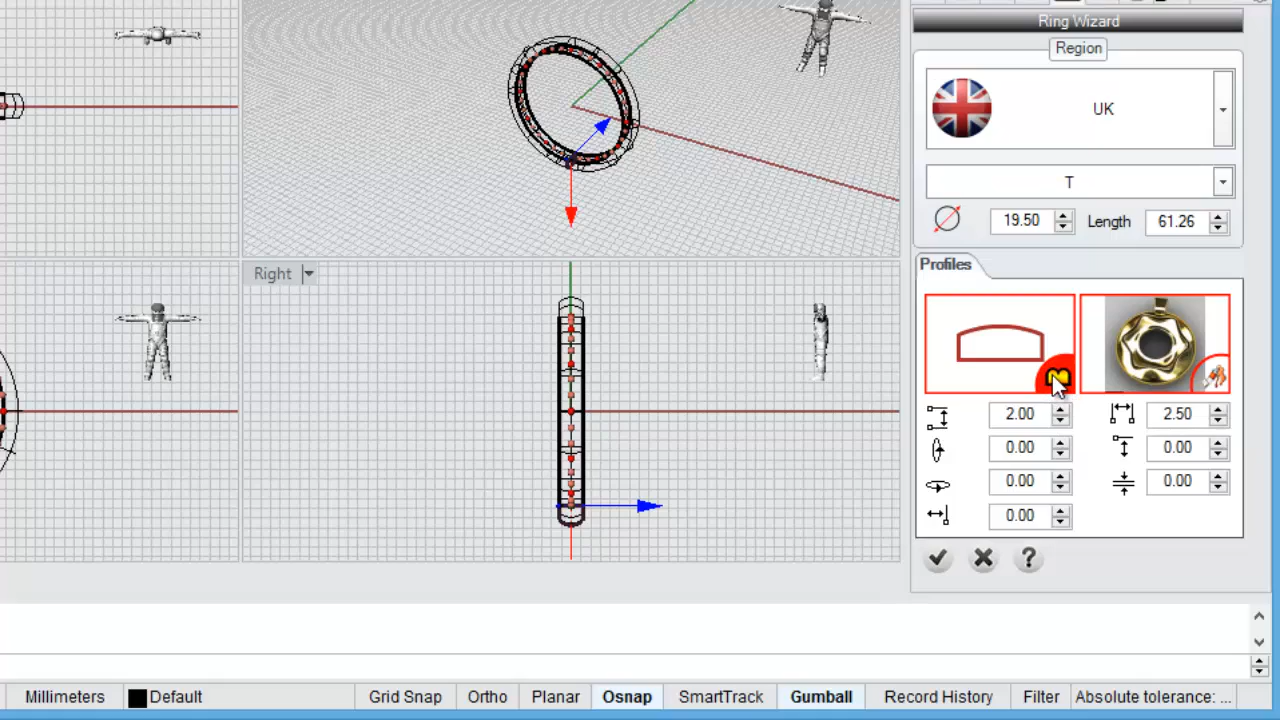 Ring Wizard
Region
UK
T
19.50 Length 61.26
Right
Profiles
2.00 2.50
0.00 0.00
0.00 0.00
0.00
Millimeters Default Grid Snap Ortho Planar Osnap SmartTrack Gumball Record History Filter Absolute tolerance: ...